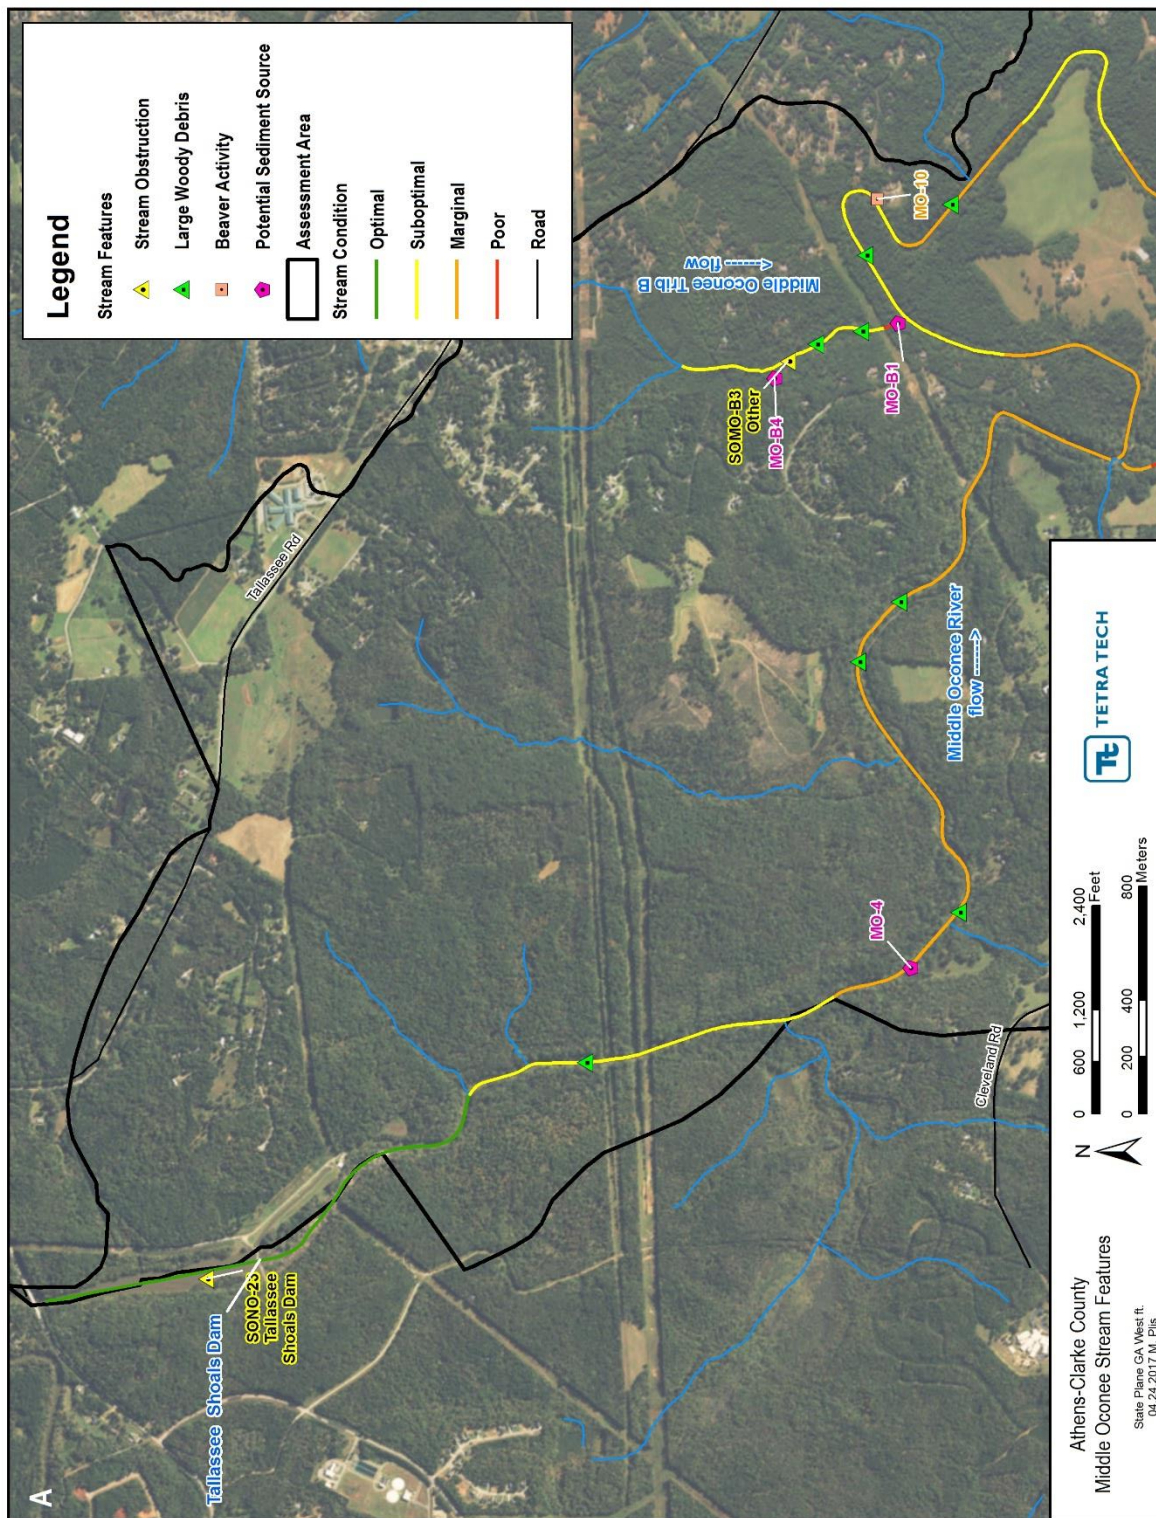 A
Legend
Stream Features
Stream Obstruction
Large Woody Debris
Beaver Activity
Potential Sediment Source
Assessment Area
Stream Condition
Optimal
Suboptimal
Marginal
Poor
Road
Tallassee Shoals Dam
SONO-23
Tallassee
Shoals Dam
Tallassee Rd
SOMO-B3
Other
MO-B4
MO-B1
Middle Oconee Trib B
flow ----->
MO-10
MO-4
Middle Oconee River
flow ------>
Cleveland Rd
Athens-Clarke County
Middle Oconee Stream Features
State Plane GA West ft.
04.24.2017 M. Plis
N
0 600 1,200 2,400
Feet
0 200 400 800
Meters
Tt TETRA TECH